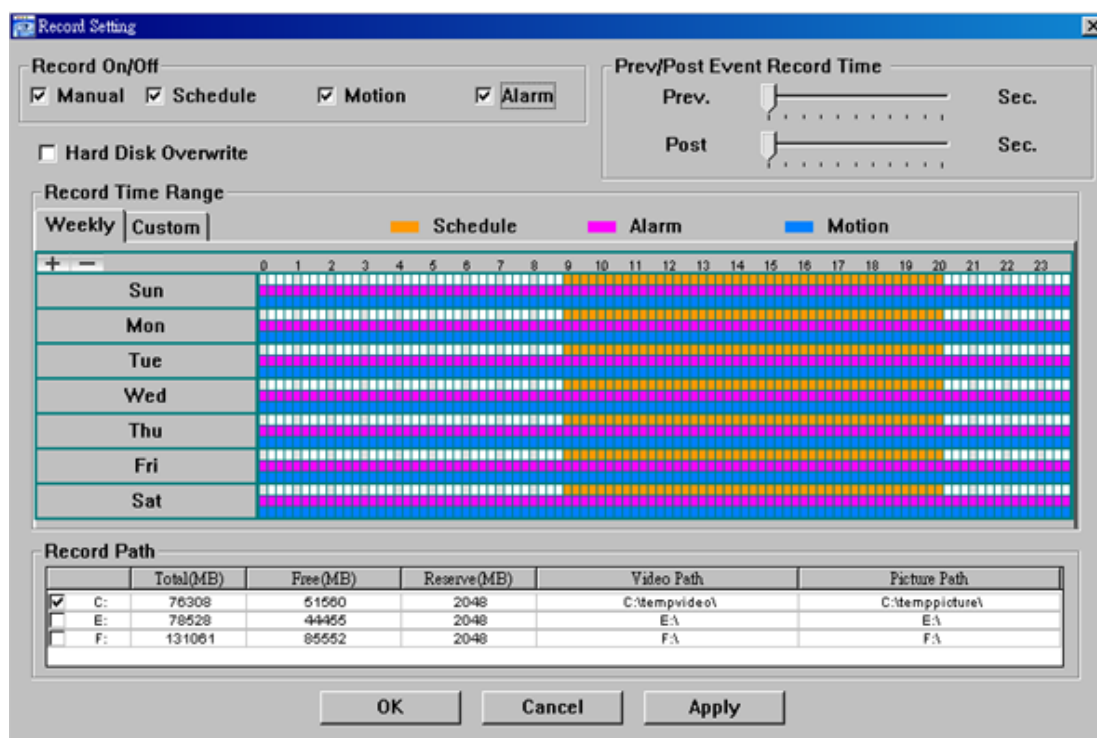 Record Setting
Record On/Off
Manual Schedule Motion Alarm
Prev/Post Event Record Time
Prev. Sec.
Post Sec.
Hard Disk Overwrite
Record Time Range
Weekly Custom Schedule Alarm Motion
+ − 0 1 2 3 4 5 6 7 8 9 10 11 12 13 14 15 16 17 18 19 20 21 22 23
Sun
Mon
Tue
Wed
Thu
Fri
Sat
Record Path
Total(MB) Free(MB) Reserve(MB) Video Path Picture Path
C: 76308 51560 2048 C:\tempvideo\ C:\temppicture\
E: 78528 44455 2048 E:\ E:\
F: 131061 85552 2048 F:\ F:\
OK Cancel Apply